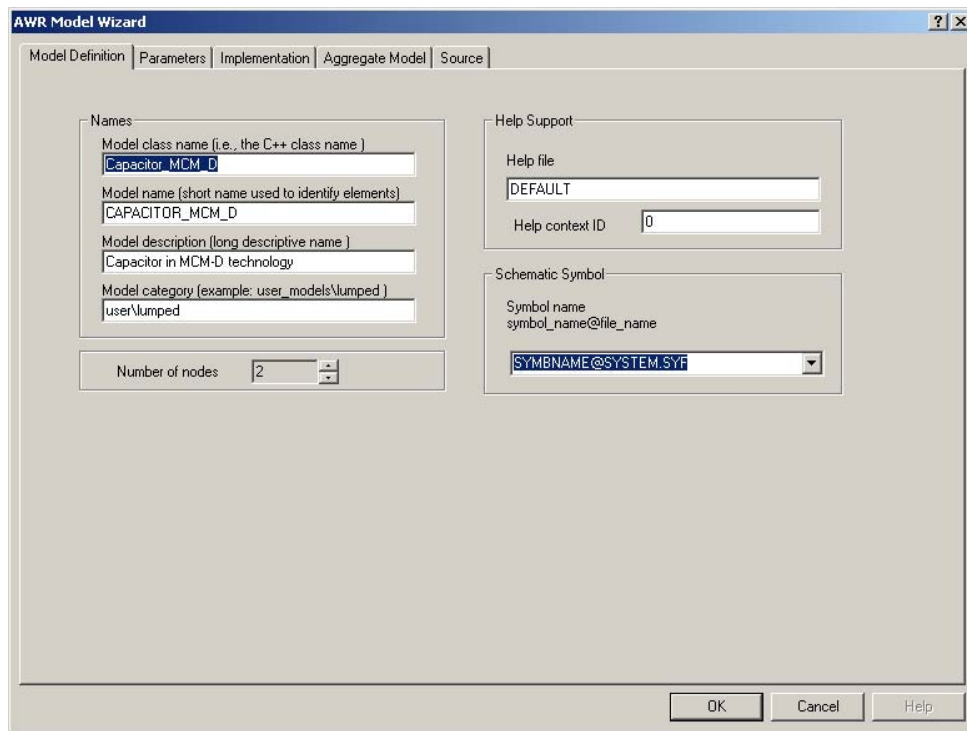 AWR Model Wizard
Model Definition Parameters Implementation Aggregate Model Source
Names
Model class name (i.e., the C++ class name )
Capacitor_MCM_D
Model name (short name used to identify elements)
CAPACITOR_MCM_D
Model description (long descriptive name )
Capacitor in MCM-D technology
Model category (example: user_models\lumped )
user\lumped
Number of nodes 2
Help Support
Help file
DEFAULT
Help context ID 0
Schematic Symbol
Symbol name
symbol_name@file_name
SYMBNAME@SYSTEM.SYF
OK Cancel Help